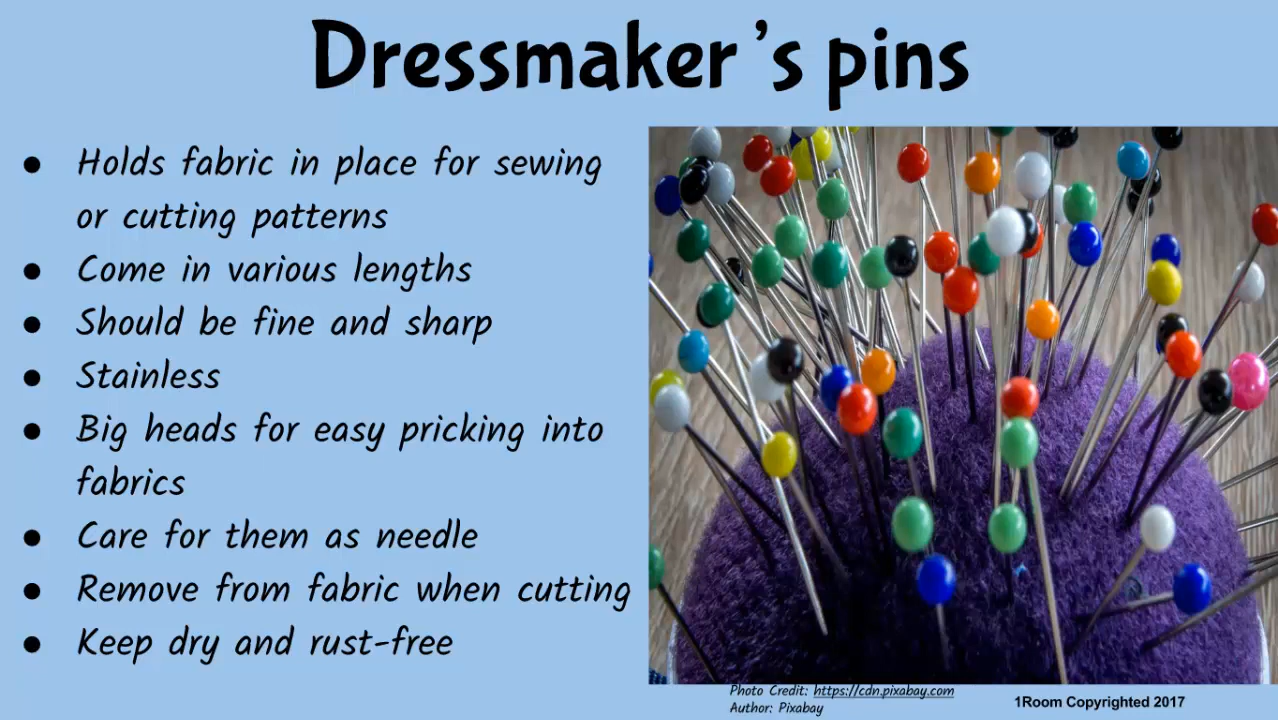 Dressmaker's pins
● Holds fabric in place for sewing
or cutting patterns
● Come in various lengths
● Should be fine and sharp
● Stainless
● Big heads for easy pricking into
fabrics
● Care for them as needle
● Remove from fabric when cutting
● Keep dry and rust-free
Photo Credit: https://cdn.pixabay.com
Author: Pixabay
1Room Copyrighted 2017